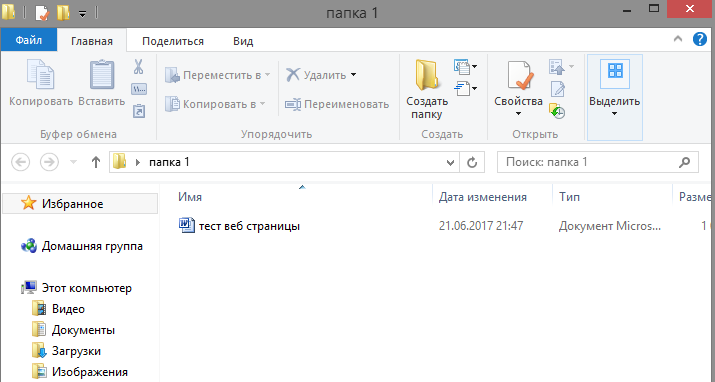 папка 1
Файл Главная Поделиться Вид
Копировать Вставить W... Переместить в Удалить Создать папку Свойства Выделить
Копировать в Переименовать
Буфер обмена Упорядочить Создать Открыть
папка 1 Поиск: папка 1
Имя Дата изменения Тип Разме
Избранное
тест веб страницы 21.06.2017 21:47 Документ Micros... 1
Домашняя группа
Этот компьютер
Видео
Документы
Загрузки
Изображения